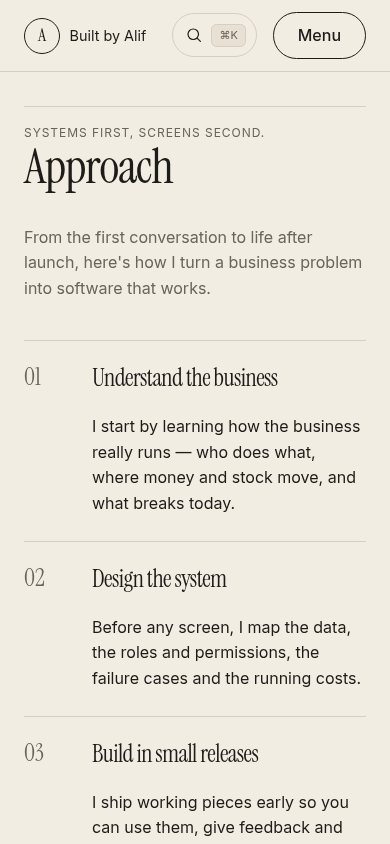 A
Built by Alif
⌘K
Menu
SYSTEMS FIRST, SCREENS SECOND.
Approach
From the first conversation to life after
launch, here's how I turn a business problem
into software that works.
01
Understand the business
I start by learning how the business
really runs — who does what,
where money and stock move, and
what breaks today.
02
Design the system
Before any screen, I map the data,
the roles and permissions, the
failure cases and the running costs.
03
Build in small releases
I ship working pieces early so you
can use them, give feedback and